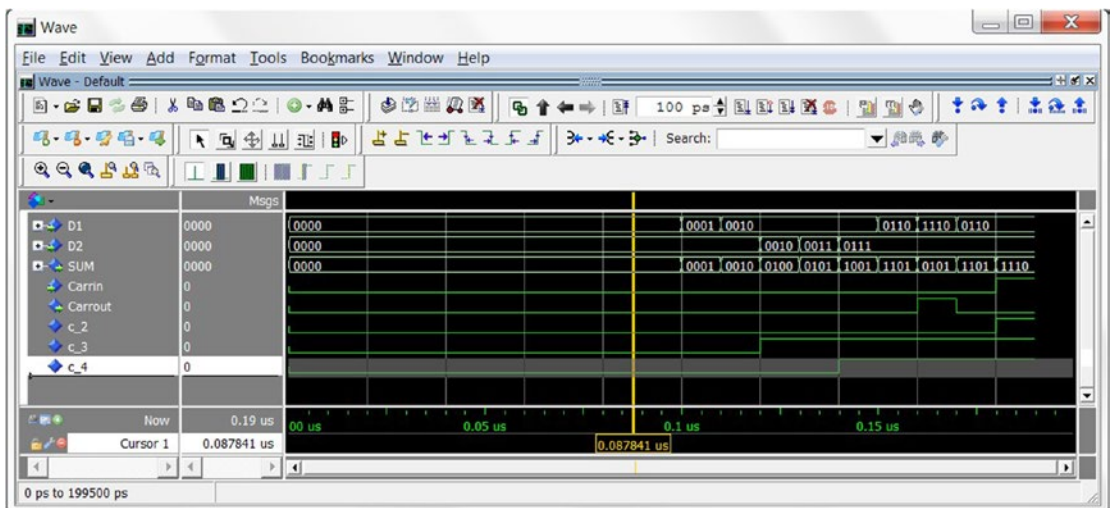 Wave
File Edit View Add Format Tools Bookmarks Window Help
Wave - Default
100 ps
Search:
Msgs
D1 0000 0000 0001 0010 0110 1110 0110
D2 0000 0000 0010 0011 0111
SUM 0000 0000 0001 0010 0100 0101 1001 1101 0101 1101 1110
Carrin 0
Carrout 0
c_2 0
c_3 0
c_4 0
Now 0.19 us 00 us 0.05 us 0.1 us 0.15 us
Cursor 1 0.087841 us 0.087841 us
0 ps to 199500 ps